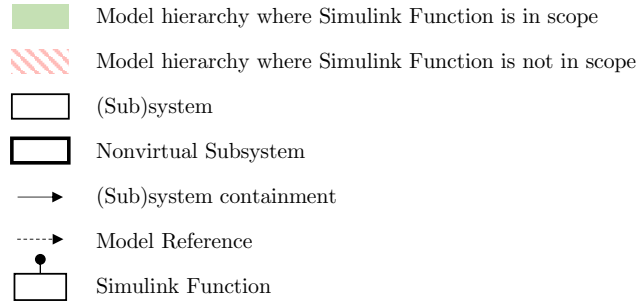 Model hierarchy where Simulink Function is in scope
Model hierarchy where Simulink Function is not in scope
(Sub)system
Nonvirtual Subsystem
(Sub)system containment
Model Reference
Simulink Function